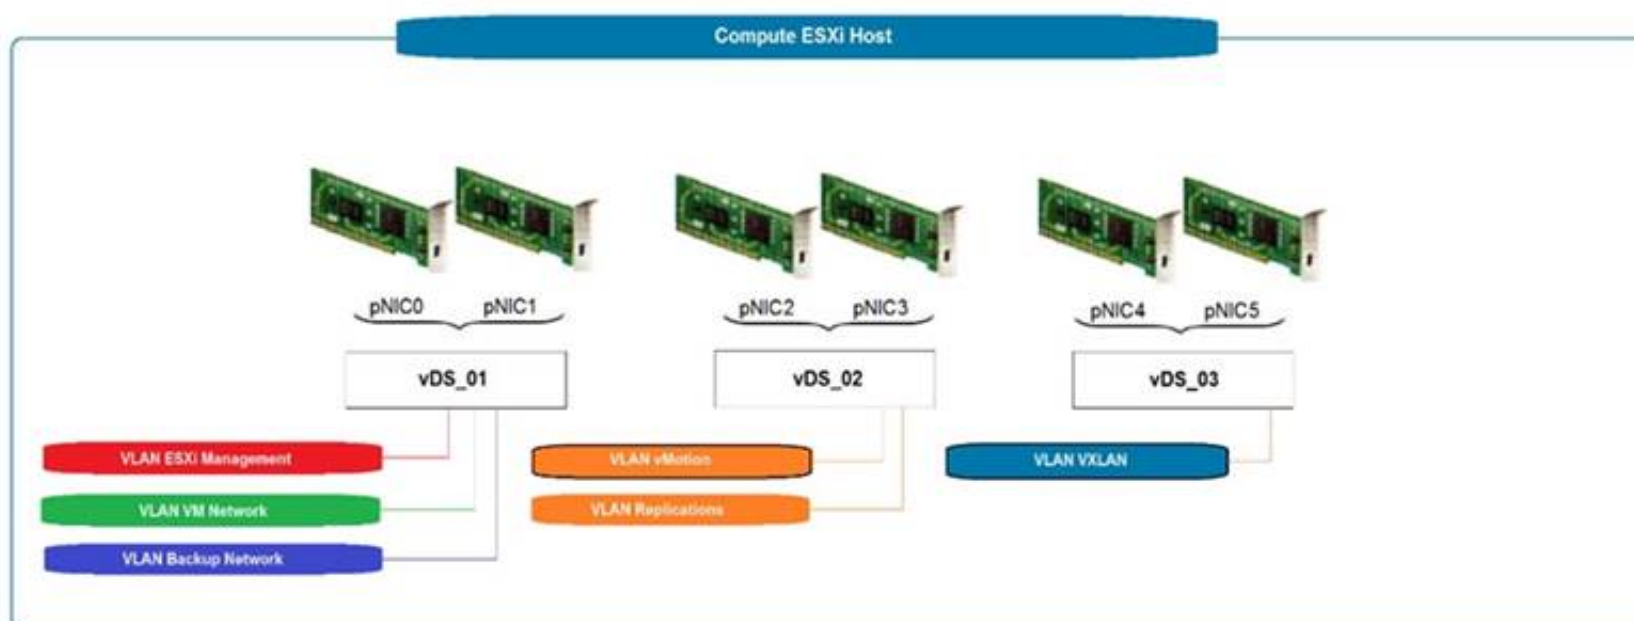 Compute ESXi Host
pNIC0 pNIC1 pNIC2 pNIC3 pNIC4 pNIC5
vDS_01 vDS_02 vDS_03
VLAN ESXi Management
VLAN VM Network
VLAN Backup Network
VLAN vMotion
VLAN Replications
VLAN VXLAN